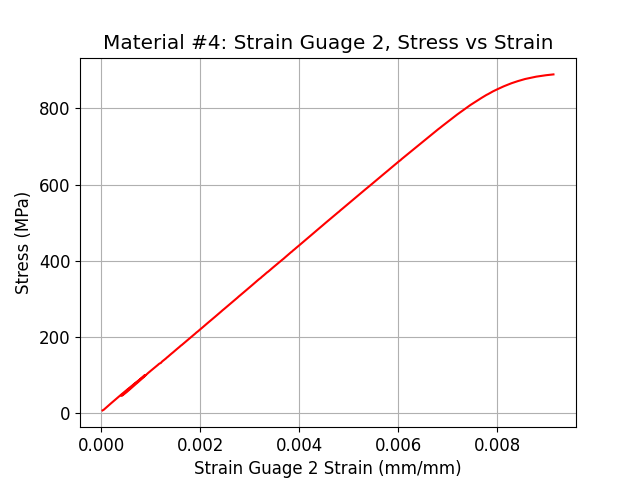 Material #4: Strain Guage 2, Stress vs Strain
800
600
400
200
0
Stress (MPa)
0.000 0.002 0.004 0.006 0.008
Strain Guage 2 Strain (mm/mm)